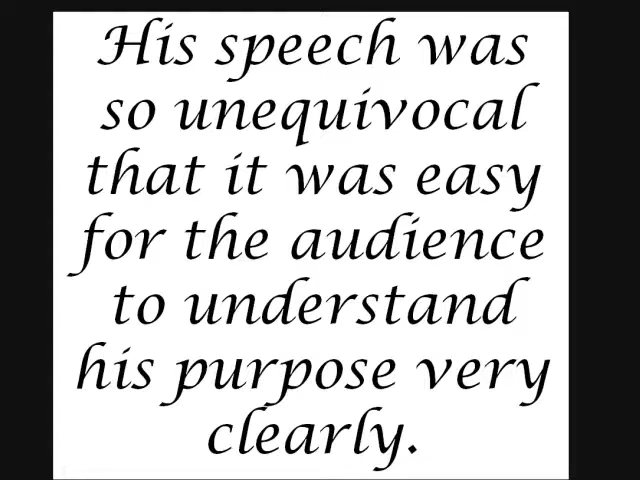 His speech was
so unequivocal
that it was easy
for the audience
to understand
his purpose very
clearly.